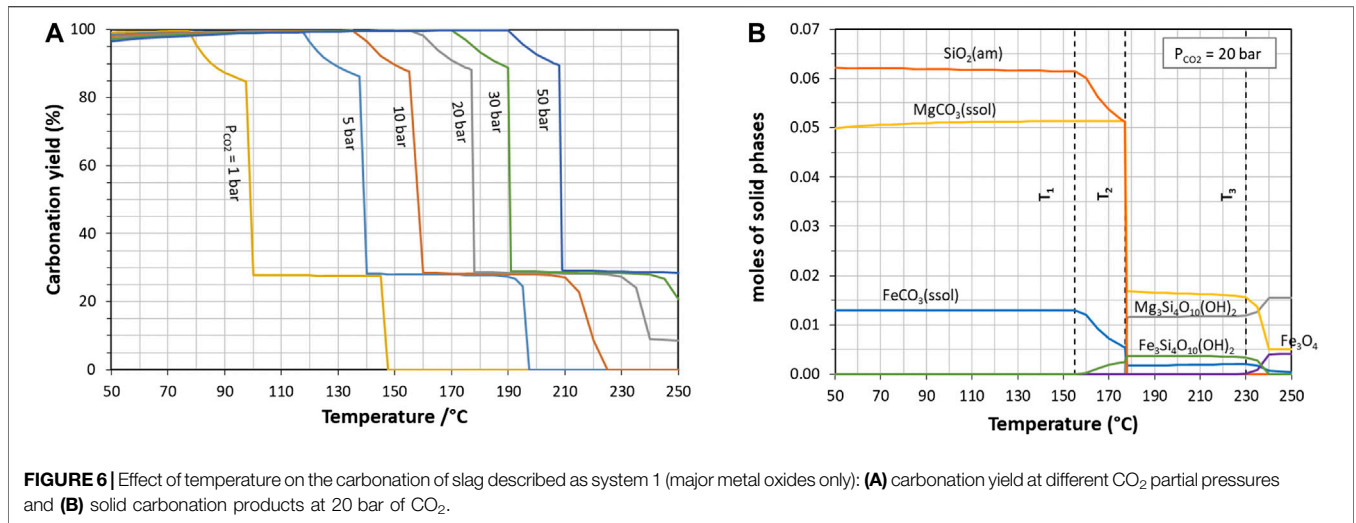 A
100
80
60
40
20
0
Carbonation yield (%)
P_CO2 = 1 bar
5 bar
10 bar
20 bar
30 bar
50 bar
50 70 90 110 130 150 170 190 210 230 250
Temperature /°C
B
0.07
0.06
0.05
0.04
0.03
0.02
0.01
0.00
moles of solid phases
P_CO2 = 20 bar
SiO2(am)
MgCO3(ssol)
T1
T2
T3
FeCO3(ssol)
Mg3Si4O10(OH)2
Fe3Si4O10(OH)2
Fe3O4
50 70 90 110 130 150 170 190 210 230 250
Temperature (°C)
FIGURE 6 | Effect of temperature on the carbonation of slag described as system 1 (major metal oxides only): (A) carbonation yield at different CO2 partial pressures
and (B) solid carbonation products at 20 bar of CO2.